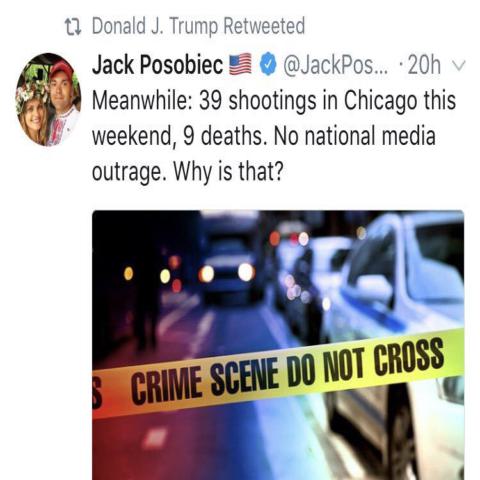 Donald J. Trump Retweeted
Jack Posobiec @JackPos... · 20h
Meanwhile: 39 shootings in Chicago this
weekend, 9 deaths. No national media
outrage. Why is that?
S CRIME SCENE DO NOT CROSS